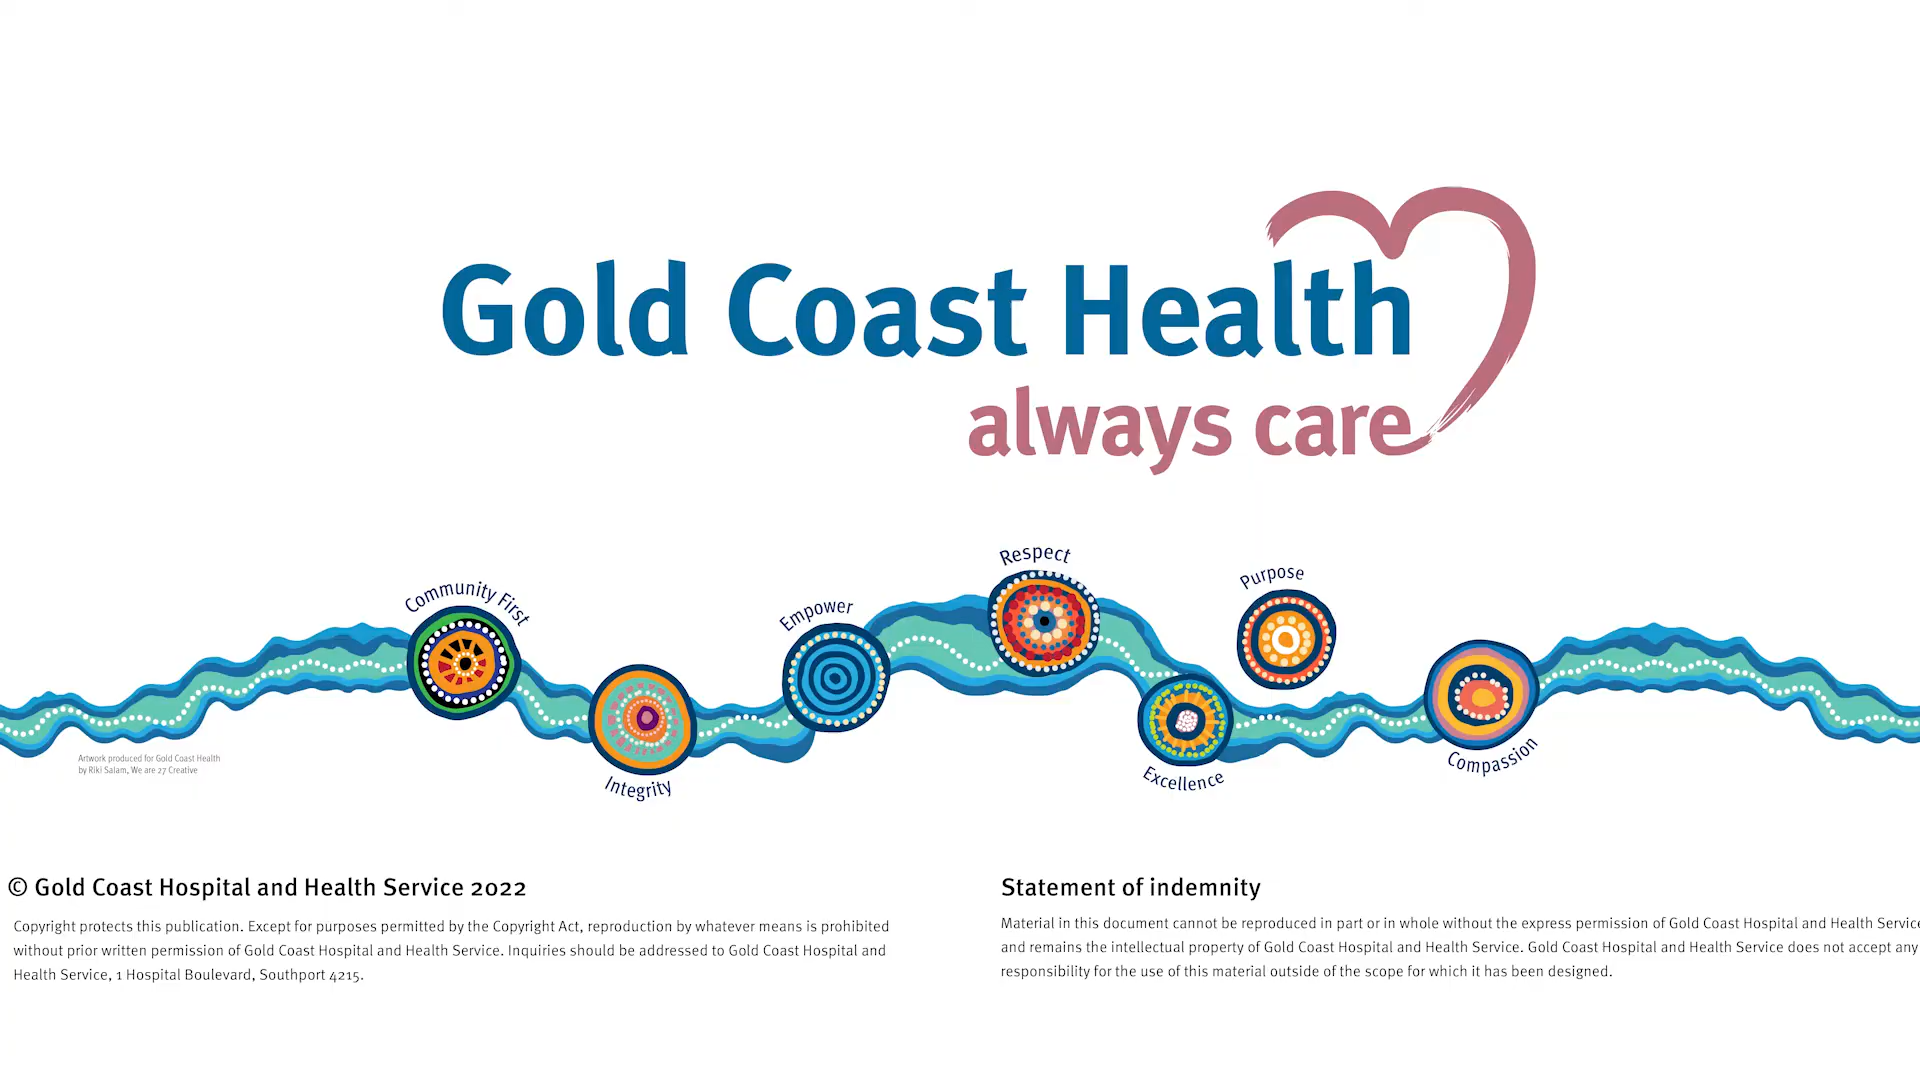 Gold Coast Health
always care
Respect
Purpose
Community First
Empower
Compassion
Integrity
Excellence
Artwork produced for Gold Coast Health
by Riki Salam, We are 27 Creative
© Gold Coast Hospital and Health Service 2022
Copyright protects this publication. Except for purposes permitted by the Copyright Act, reproduction by whatever means is prohibited
without prior written permission of Gold Coast Hospital and Health Service. Inquiries should be addressed to Gold Coast Hospital and
Health Service, 1 Hospital Boulevard, Southport 4215.
Statement of indemnity
Material in this document cannot be reproduced in part or in whole without the express permission of Gold Coast Hospital and Health Service
and remains the intellectual property of Gold Coast Hospital and Health Service. Gold Coast Hospital and Health Service does not accept any
responsibility for the use of this material outside of the scope for which it has been designed.